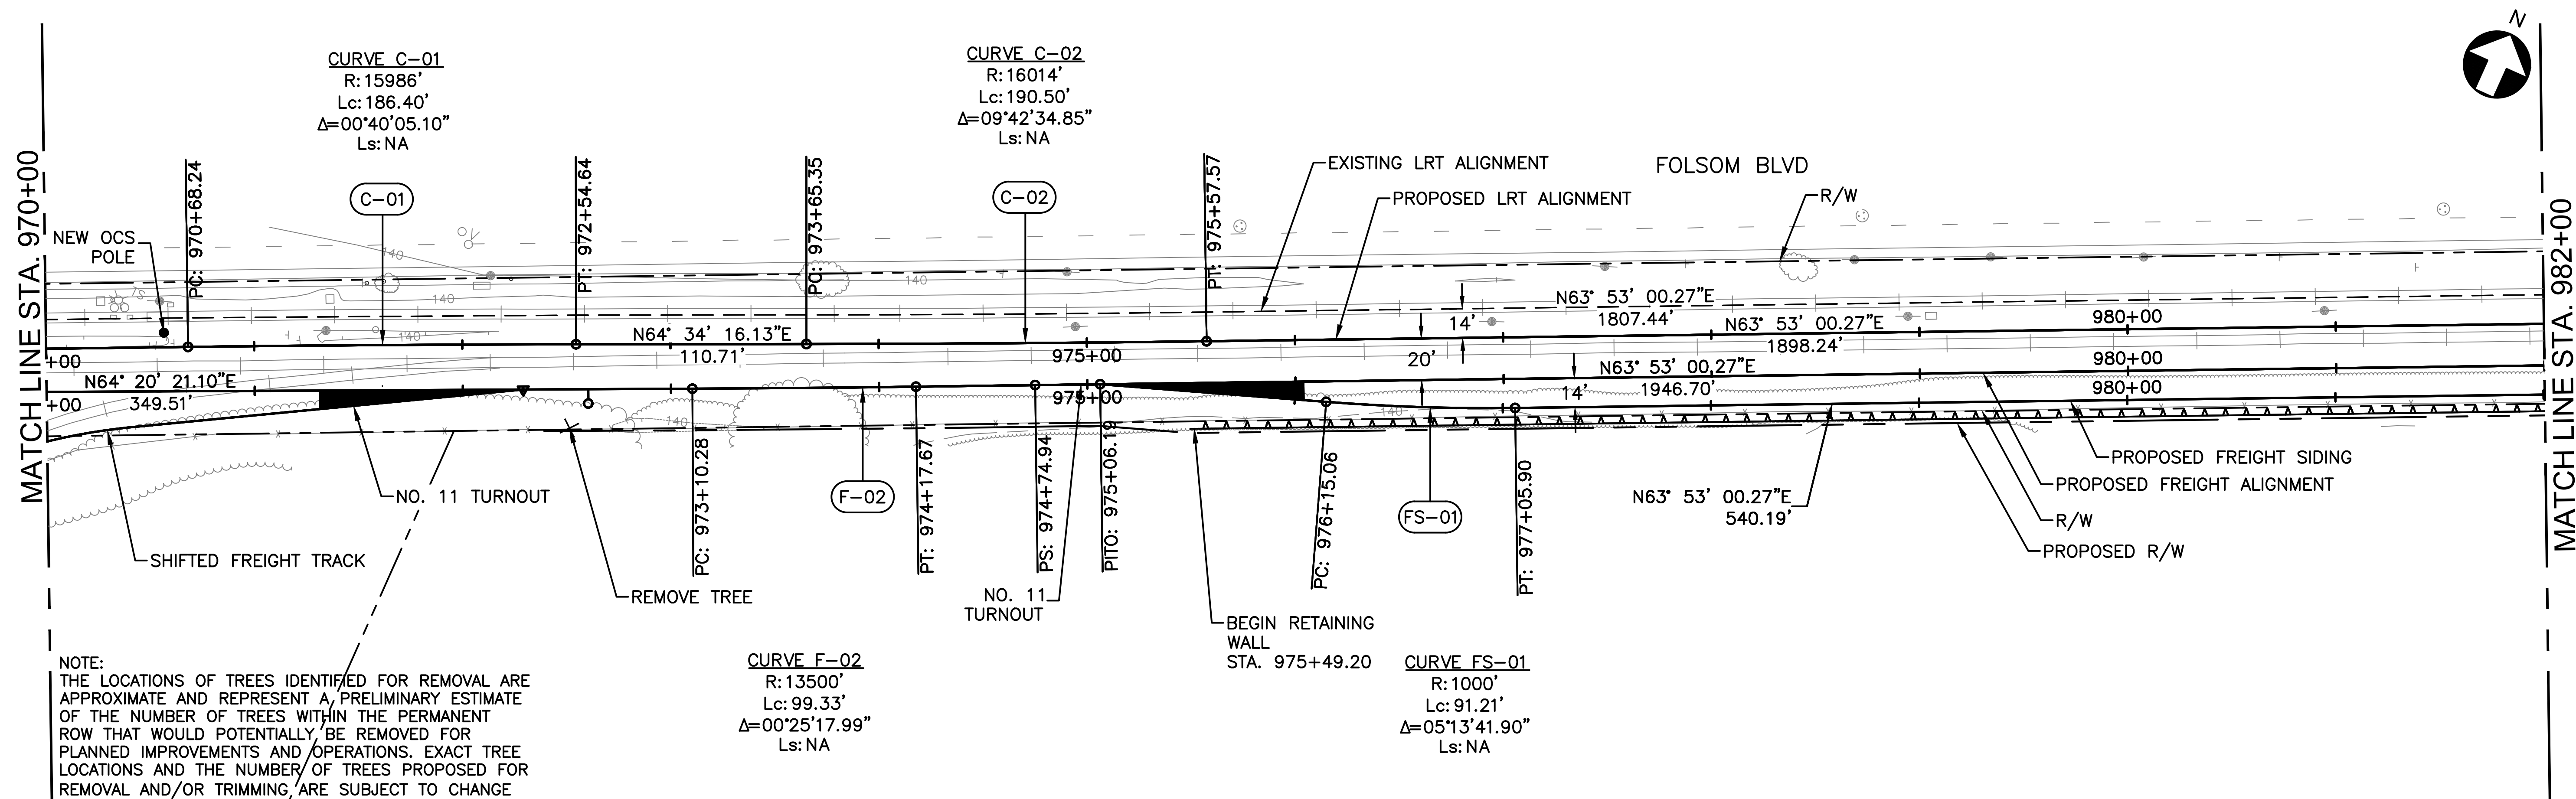 N
CURVE C-01
R:15986'
Lc:186.40'
Δ=00°40'05.10"
Ls:NA
CURVE C-02
R:16014'
Lc:190.50'
Δ=09°42'34.85"
Ls:NA
MATCH LINE STA. 970+00
NEW OCS
POLE
PC: 970+68.24
C-01
PT: 972+54.64
PC: 973+65.35
C-02
PT: 975+57.57
EXISTING LRT ALIGNMENT
PROPOSED LRT ALIGNMENT
FOLSOM BLVD
R/W
MATCH LINE STA. 982+00
140
140
140
140
N64° 34' 16.13"E
110.71'
975+00
14'
20'
N63° 53' 00.27"E
1807.44'
N63° 53' 00.27"E
1898.24'
980+00
+00
N64° 20' 21.10"E
349.51'
+00
975+00
N63° 53' 00.27"E
1946.70'
14'
980+00
980+00
140
140
NO. 11 TURNOUT
SHIFTED FREIGHT TRACK
REMOVE TREE
PC: 973+10.28
F-02
PT: 974+17.67
PS: 974+74.94
PITO: 975+06.19
NO. 11
TURNOUT
BEGIN RETAINING
WALL
STA. 975+49.20
PC: 976+15.06
FS-01
PT: 977+05.90
N63° 53' 00.27"E
540.19'
PROPOSED FREIGHT SIDING
PROPOSED FREIGHT ALIGNMENT
R/W
PROPOSED R/W
CURVE F-02
R:13500'
Lc:99.33'
Δ=00°25'17.99"
Ls:NA
CURVE FS-01
R:1000'
Lc:91.21'
Δ=05°13'41.90"
Ls:NA
NOTE:
THE LOCATIONS OF TREES IDENTIFIED FOR REMOVAL ARE
APPROXIMATE AND REPRESENT A PRELIMINARY ESTIMATE
OF THE NUMBER OF TREES WITHIN THE PERMANENT
ROW THAT WOULD POTENTIALLY BE REMOVED FOR
PLANNED IMPROVEMENTS AND OPERATIONS. EXACT TREE
LOCATIONS AND THE NUMBER OF TREES PROPOSED FOR
REMOVAL AND/OR TRIMMING ARE SUBJECT TO CHANGE